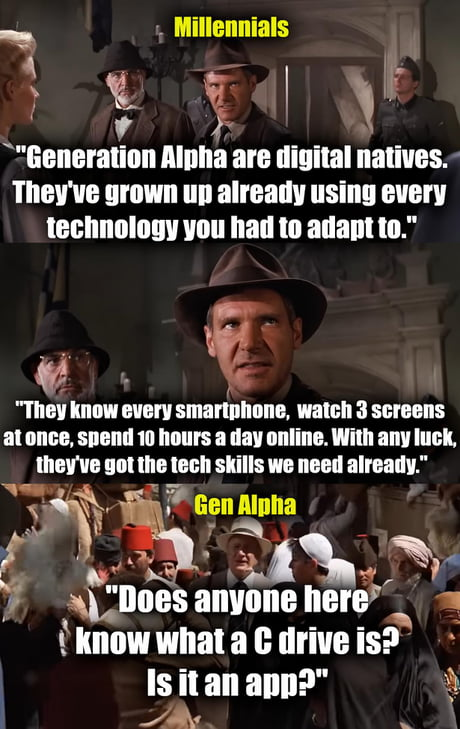 Millennials
"Generation Alpha are digital natives.
They've grown up already using every
technology you had to adapt to."
"They know every smartphone, watch 3 screens
at once, spend 10 hours a day online. With any luck,
they've got the tech skills we need already."
Gen Alpha
"Does anyone here
know what a C drive is?
Is it an app?"